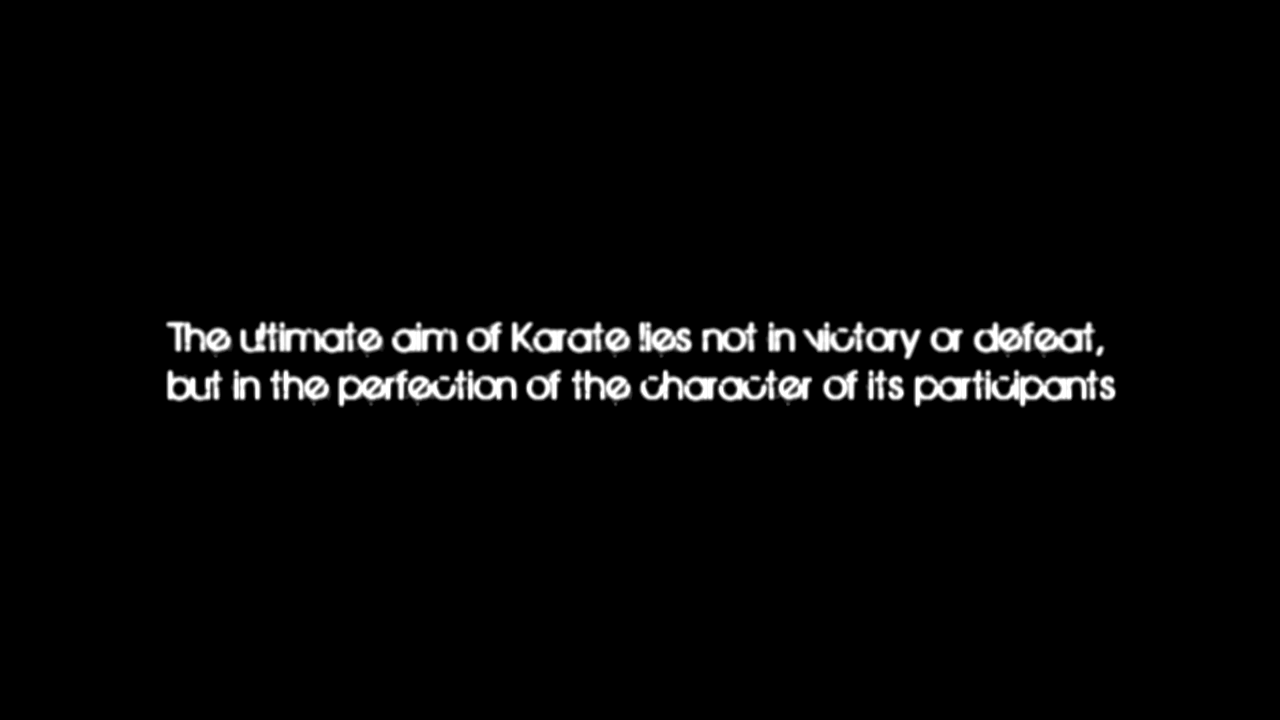 The ultimate aim of Karate lies not in victory or defeat,
but in the perfection of the character of its participants